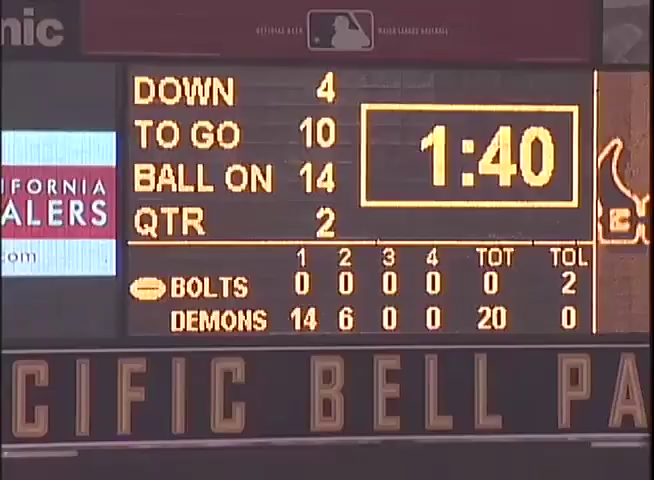 nic
DOWN 4
TO GO 10
BALL ON 14
QTR 2
1:40
IFORNIA
ALERS
.com
1 2 3 4 TOT TOL
BOLTS 0 0 0 0 0 2
DEMONS 14 6 0 0 20 0
CIFIC BELL PA